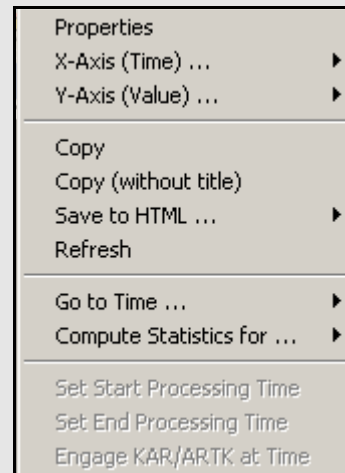 Properties
X-Axis (Time) ...
Y-Axis (Value) ...
Copy
Copy (without title)
Save to HTML ...
Refresh
Go to Time ...
Compute Statistics for ...
Set Start Processing Time
Set End Processing Time
Engage KAR/ARTK at Time